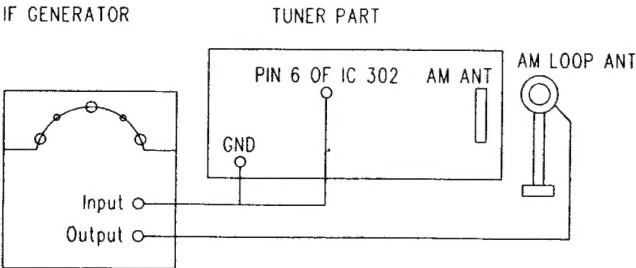 IF GENERATOR
TUNER PART
AM LOOP ANT
PIN 6 OF IC 302
AM ANT
GND
Input
Output